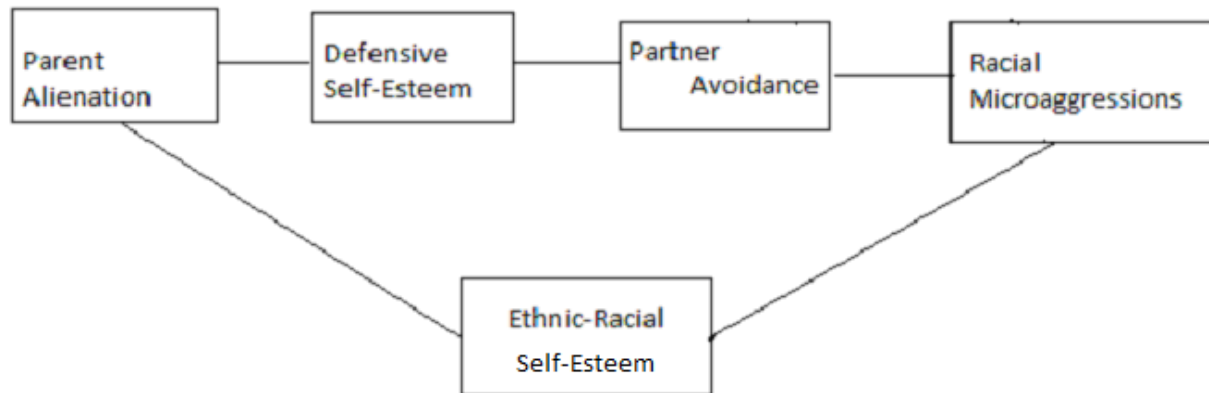 Parent
Alienation
Defensive
Self-Esteem
Partner
Avoidance
Racial
Microaggressions
Ethnic-Racial
Self-Esteem